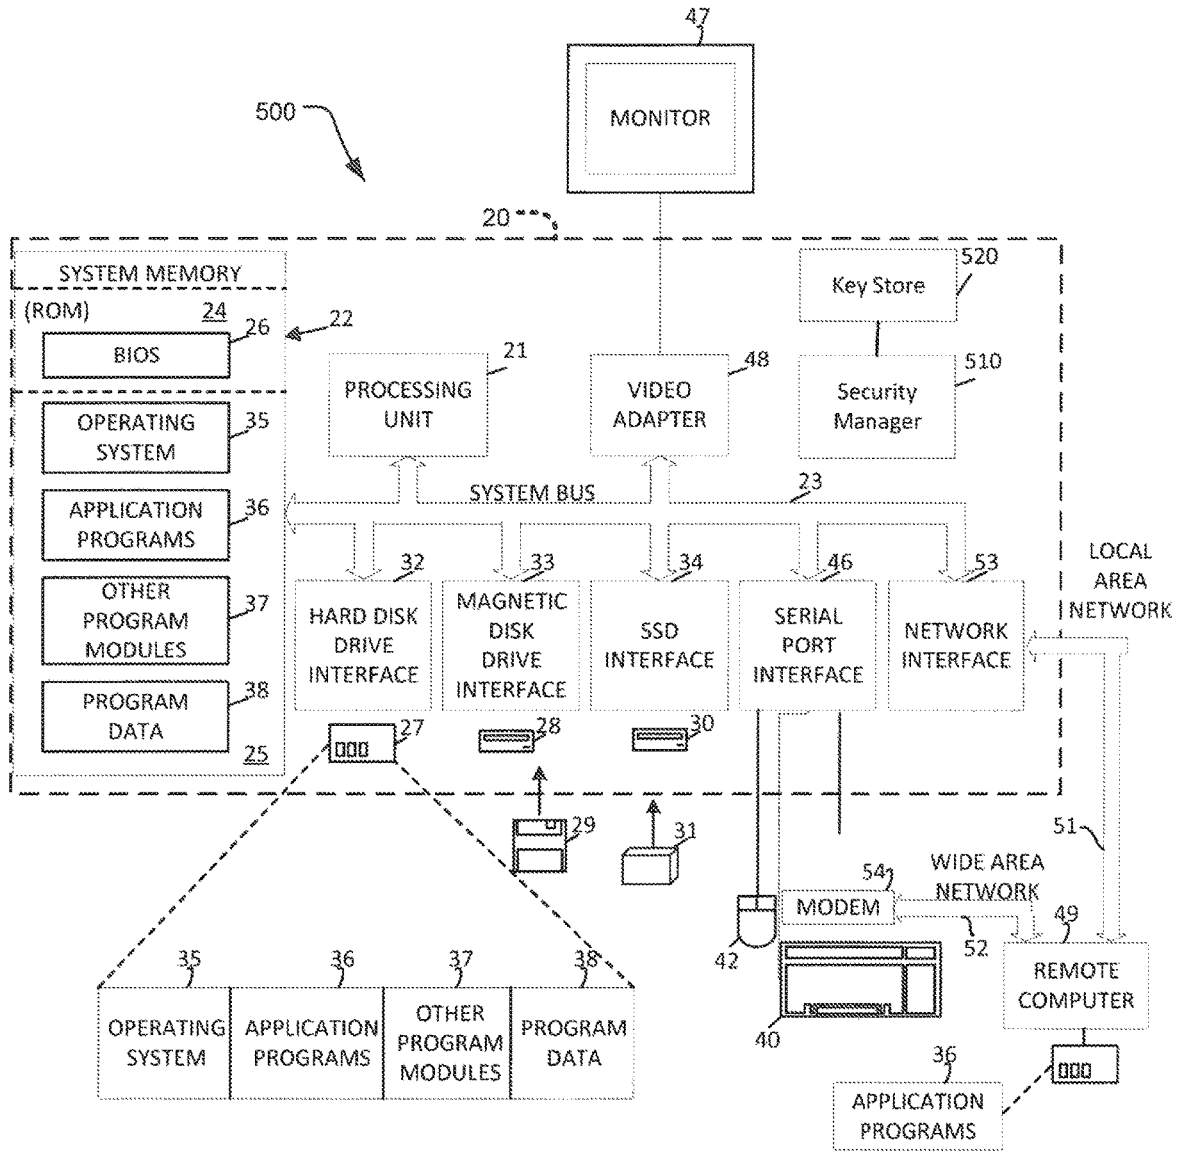 47
MONITOR
500
20
SYSTEM MEMORY
(ROM) 24
26
BIOS
22
OPERATING
SYSTEM
35
APPLICATION
PROGRAMS
36
OTHER
PROGRAM
MODULES
37
PROGRAM
DATA
38
25
21
PROCESSING
UNIT
48
VIDEO
ADAPTER
Key Store
520
Security
Manager
510
SYSTEM BUS
23
32
HARD DISK
DRIVE
INTERFACE
33
MAGNETIC
DISK
DRIVE
INTERFACE
34
SSD
INTERFACE
46
SERIAL
PORT
INTERFACE
53
NETWORK
INTERFACE
LOCAL
AREA
NETWORK
27
28
30
29
31
51
WIDE AREA
NETWORK
54
MODEM
52
49
42
40
REMOTE
COMPUTER
35
OPERATING
SYSTEM
36
APPLICATION
PROGRAMS
37
OTHER
PROGRAM
MODULES
38
PROGRAM
DATA
36
APPLICATION
PROGRAMS